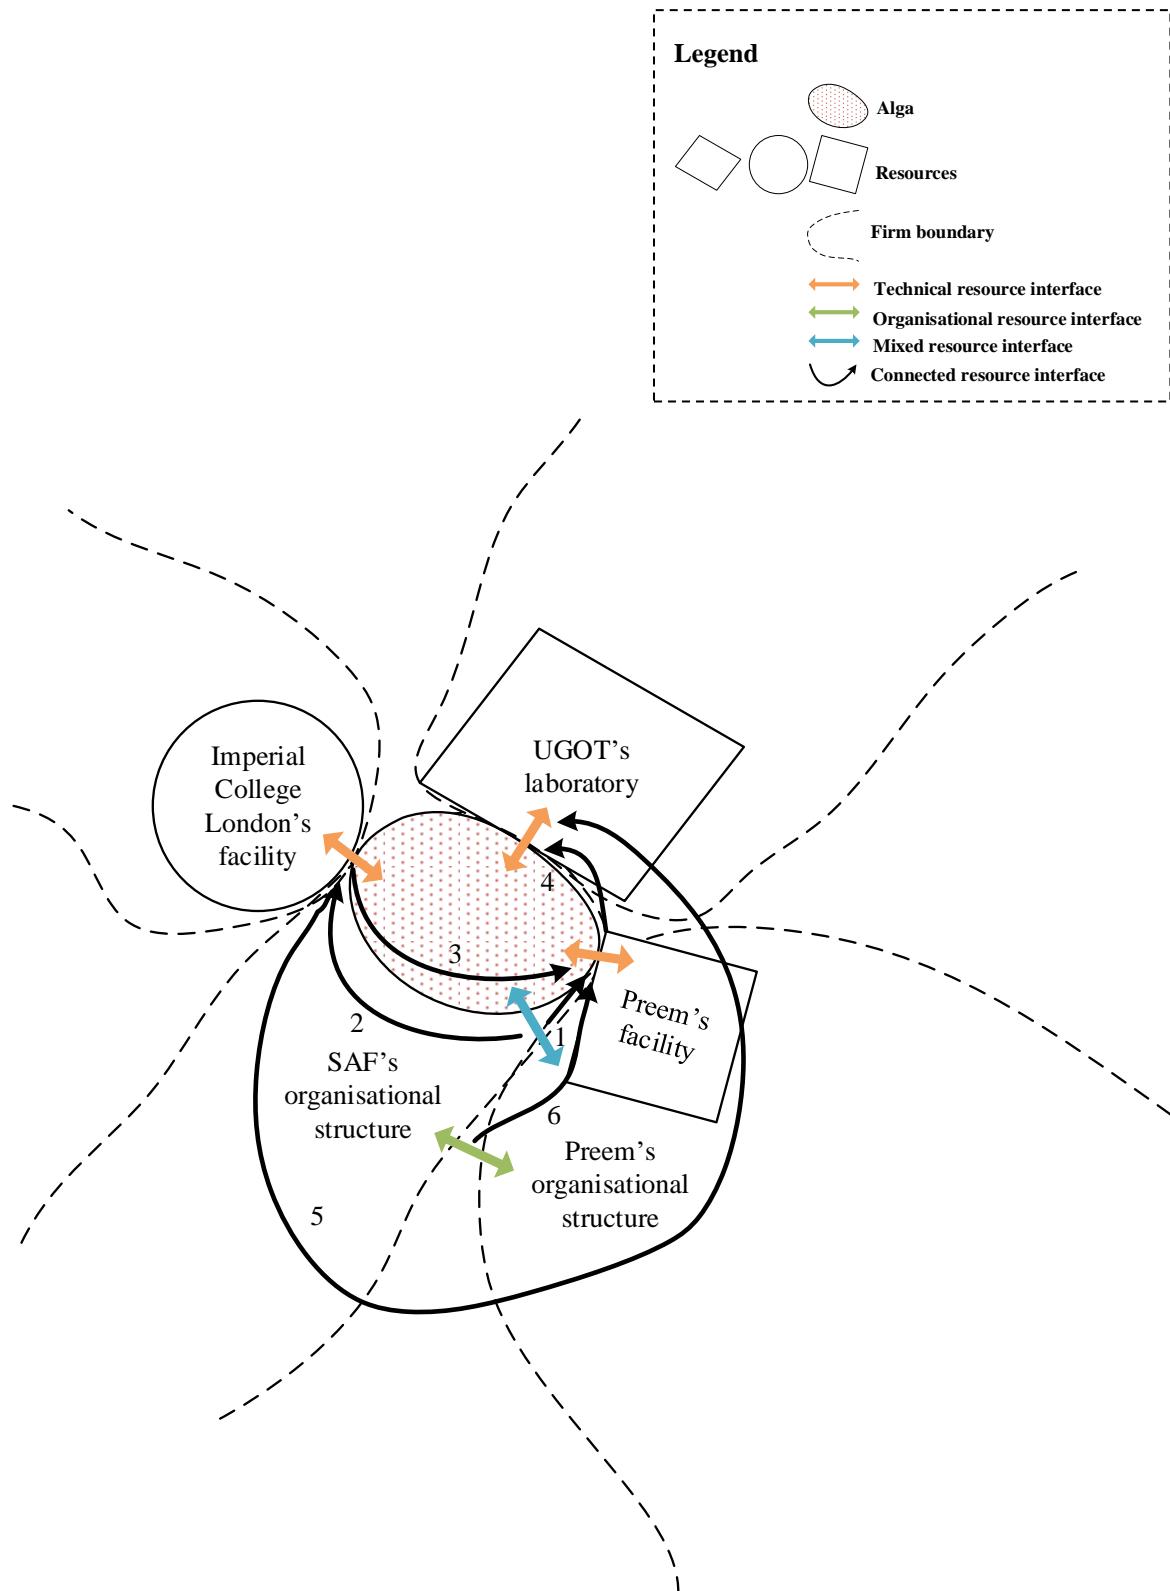 Legend
Alga
Resources
Firm boundary
Technical resource interface
Organisational resource interface
Mixed resource interface
Connected resource interface
Imperial
College
London's
facility
UGOT's
laboratory
4
3
Preem's
facility
2
1
SAF's
organisational
structure
6
Preem's
organisational
structure
5